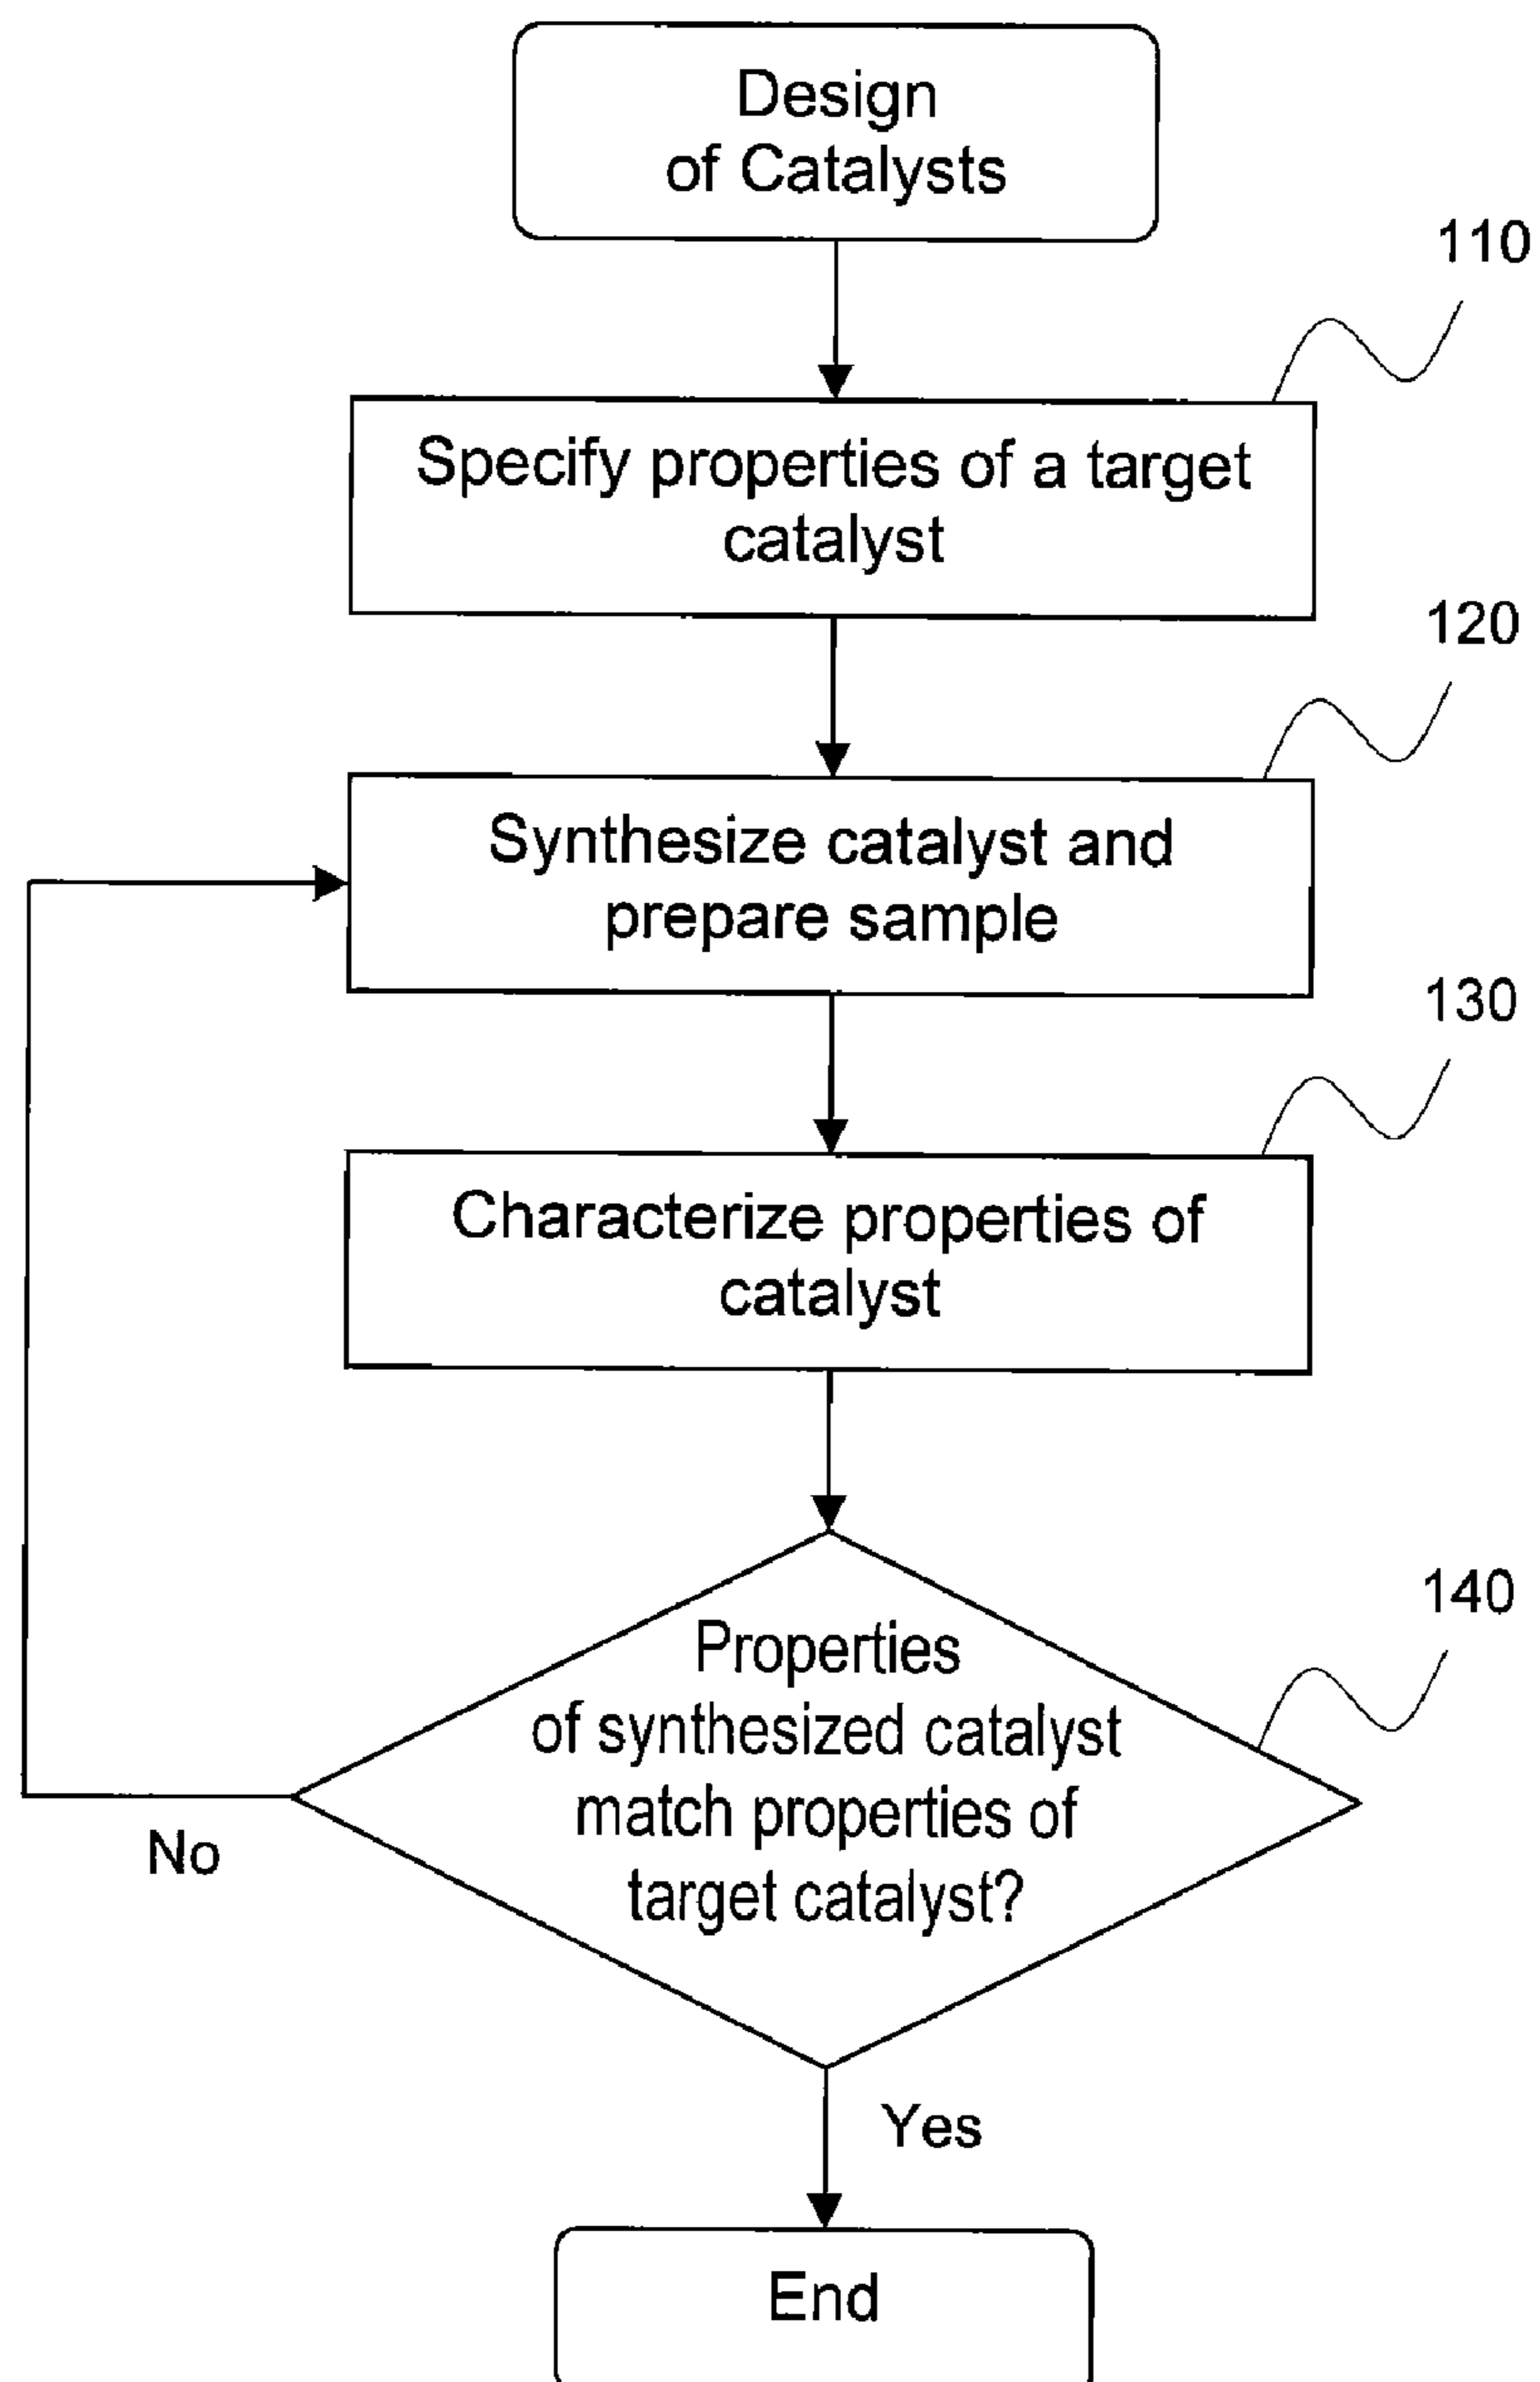 Design
of Catalysts
110
Specify properties of a target
catalyst
120
Synthesize catalyst and
prepare sample
130
Characterize properties of
catalyst
140
Properties
of synthesized catalyst
match properties of
target catalyst?
No
Yes
End